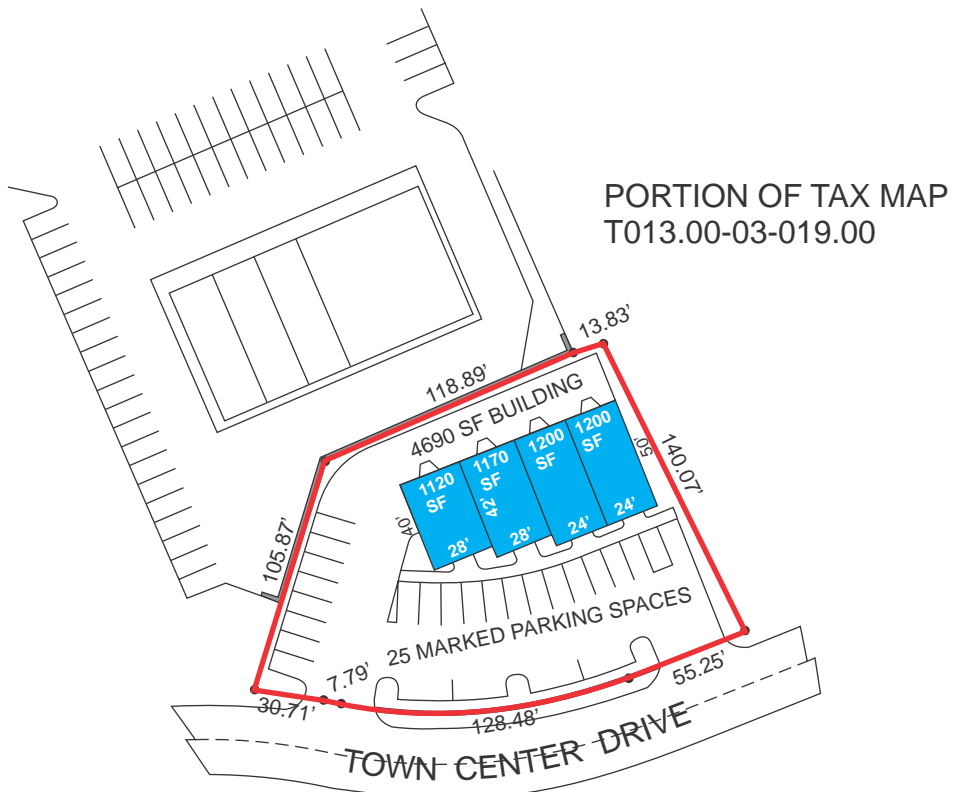 PORTION OF TAX MAP
T013.00-03-019.00
13.83’
118.89’
4690 SF BUILDING
1200
SF
1200
SF
1170
SF
1120
SF
50’
140.07’
42’
40’
24’
24’
28’
28’
105.87’
25 MARKED PARKING SPACES
7.79’
55.25’
30.71’
128.48’
TOWN CENTER DRIVE